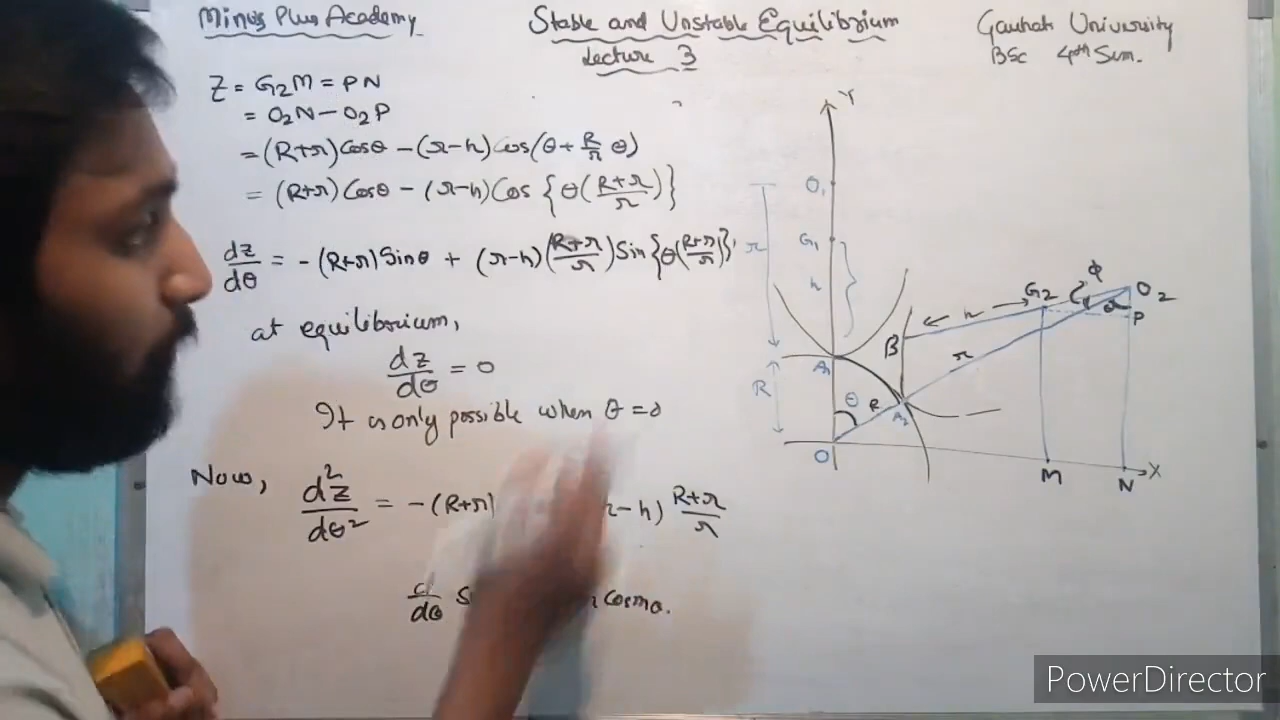 Minus Plus Academy
Stable and Unstable Equilibrium
Lecture 3
Gauhati University
BSc 4th Sem.
Z = G₂M = PN
= O₂N − O₂P
= (R+r)Cosθ − (r−h)Cos(θ + R/r θ)
= (R+r)Cosθ − (r−h)Cos {θ(R+r/r)}
dz/dθ = −(R+r)Sinθ + (r−h)(R+r/r)Sin{θ(R+r/r)}
at equilibrium,
dz/dθ = 0
It is only possible when θ = 0
Now, d²z/dθ² = −(R+r) −h) R+r/r
d/dθ S Cosmθ.
Y
O₁
r
G₁
h
A₁
R
θ
R
O
B
h
G₂
φ
O₂
θ
P
r
A₂
M
N
X
PowerDirector